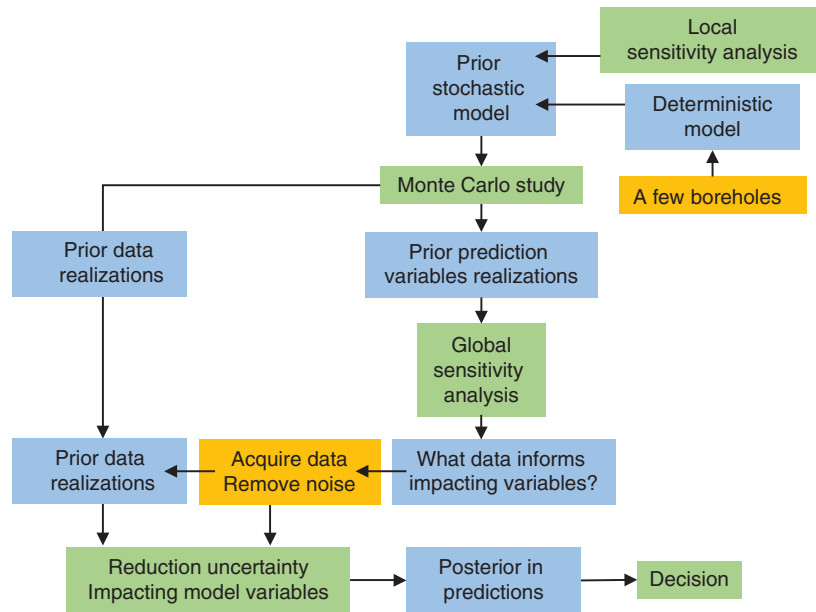 Local
sensitivity analysis
Prior
stochastic
model
Deterministic
model
A few boreholes
Monte Carlo study
Prior data
realizations
Prior prediction
variables realizations
Global
sensitivity
analysis
Prior data
realizations
Acquire data
Remove noise
What data informs
impacting variables?
Reduction uncertainty
Impacting model variables
Posterior in
predictions
Decision